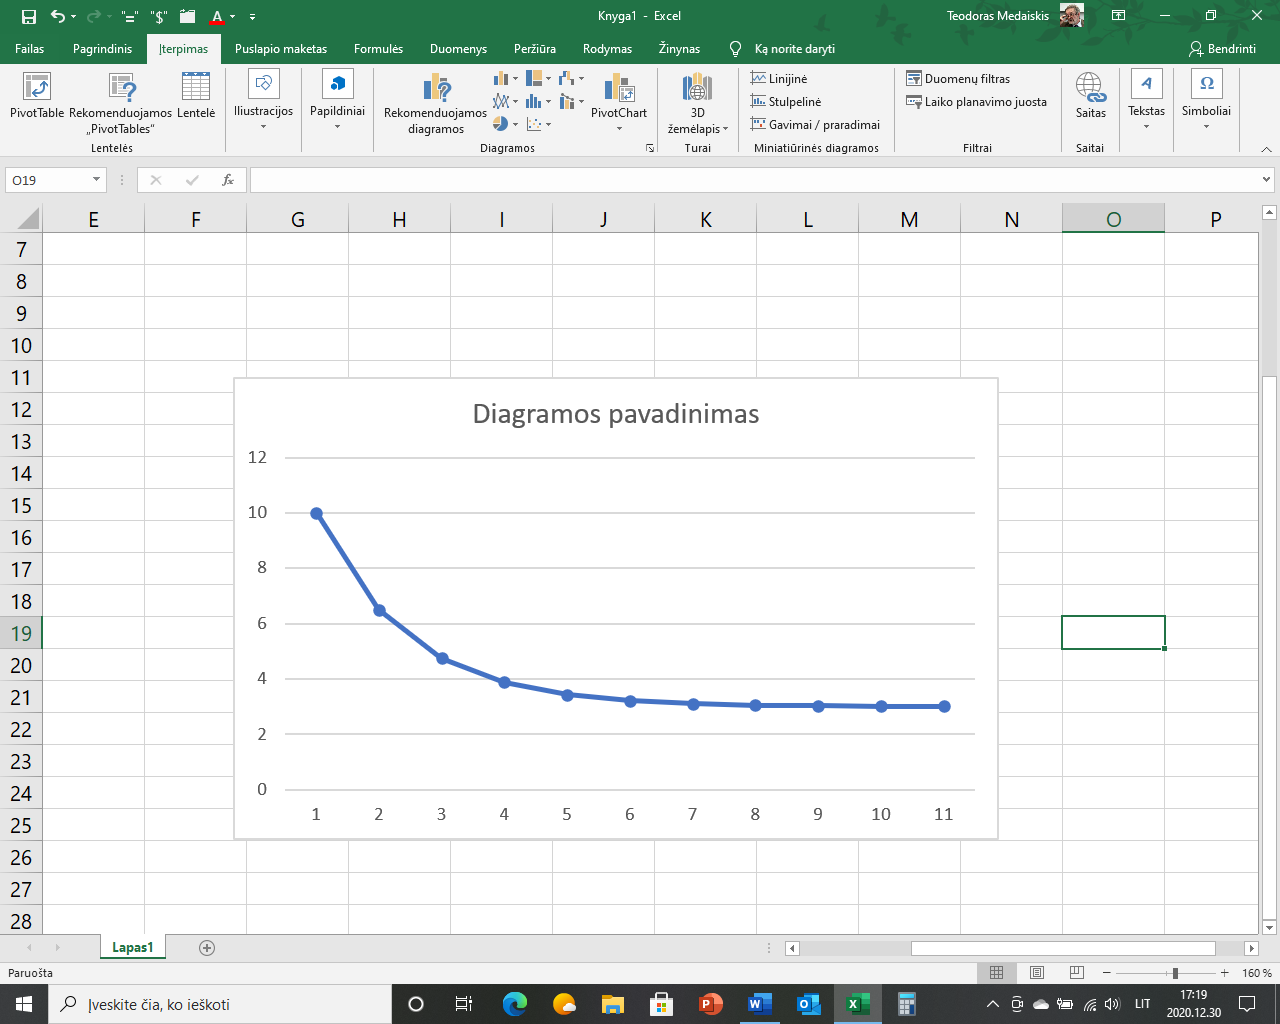 Knyga1 - Excel
Teodoras Medaiskis
Failas Pagrindinis Įterpimas Puslapio maketas Formulės Duomenys Peržiūra Rodymas Žinynas Ką norite daryti Bendrinti
PivotTable
Rekomenduojamos
„PivotTables“
Lentelė
Lentelės
Iliustracijos
Papildiniai
Rekomenduojamos
diagramos
PivotChart
Diagramos
3D
žemėlapis
Turai
Linijinė
Stulpelinė
Gavimai / praradimai
Miniatiūrinės diagramos
Duomenų filtras
Laiko planavimo juosta
Filtrai
Saitas
Saitai
Tekstas
Simboliai
O19
fx
E F G H I J K L M N O P
7
8
9
10
11
12
13
14
15
16
17
18
19
20
21
22
23
24
25
26
27
28
Diagramos pavadinimas
12
10
8
6
4
2
0
1 2 3 4 5 6 7 8 9 10 11
Lapas1
Paruošta
160 %
Įveskite čia, ko ieškoti
LIT
17:19
2020.12.30